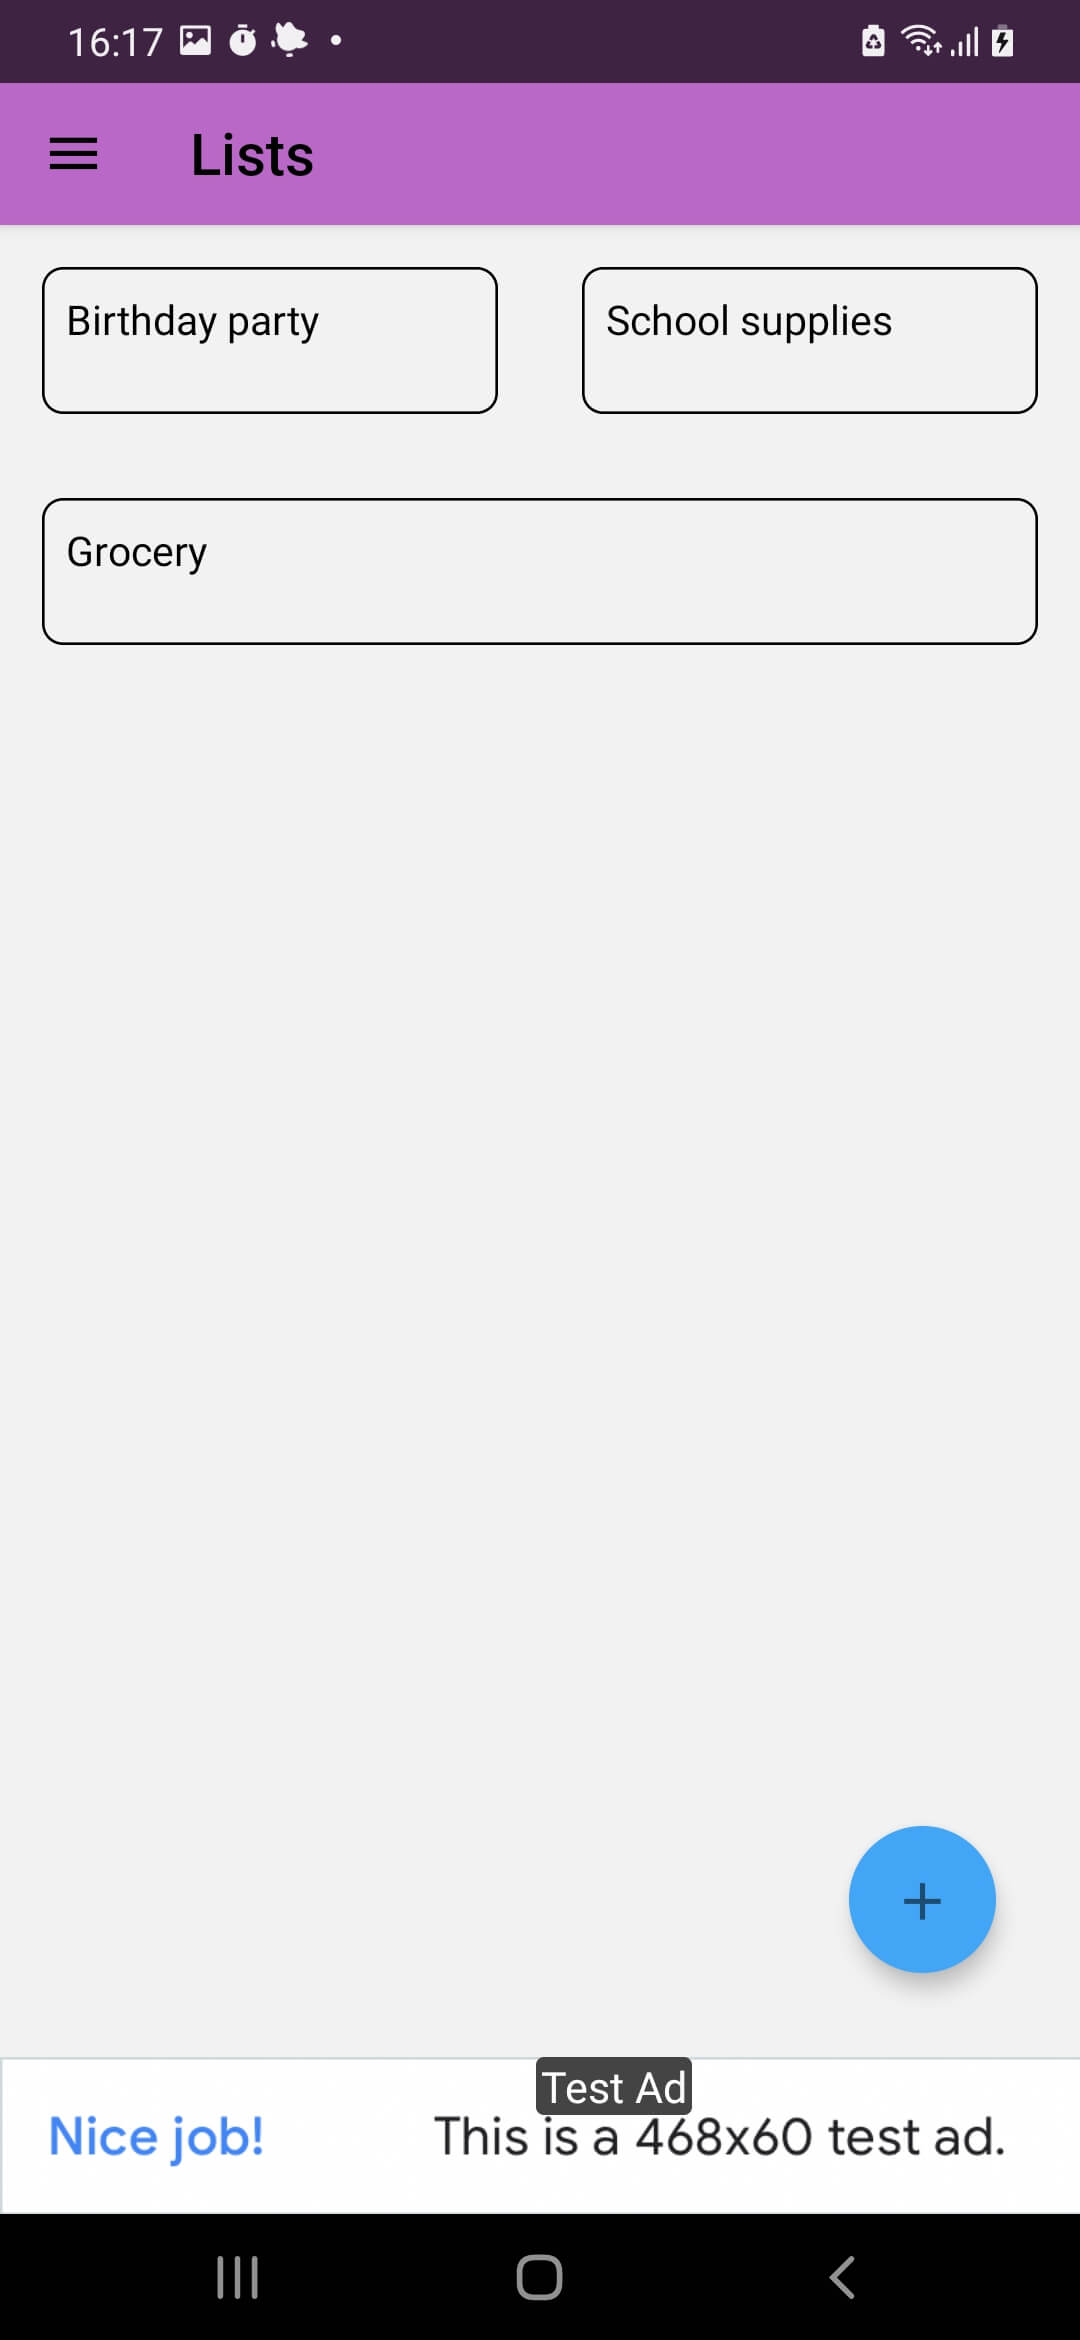 16:17
Lists
Birthday party
School supplies
Grocery
Test Ad
Nice job!
This is a 468x60 test ad.